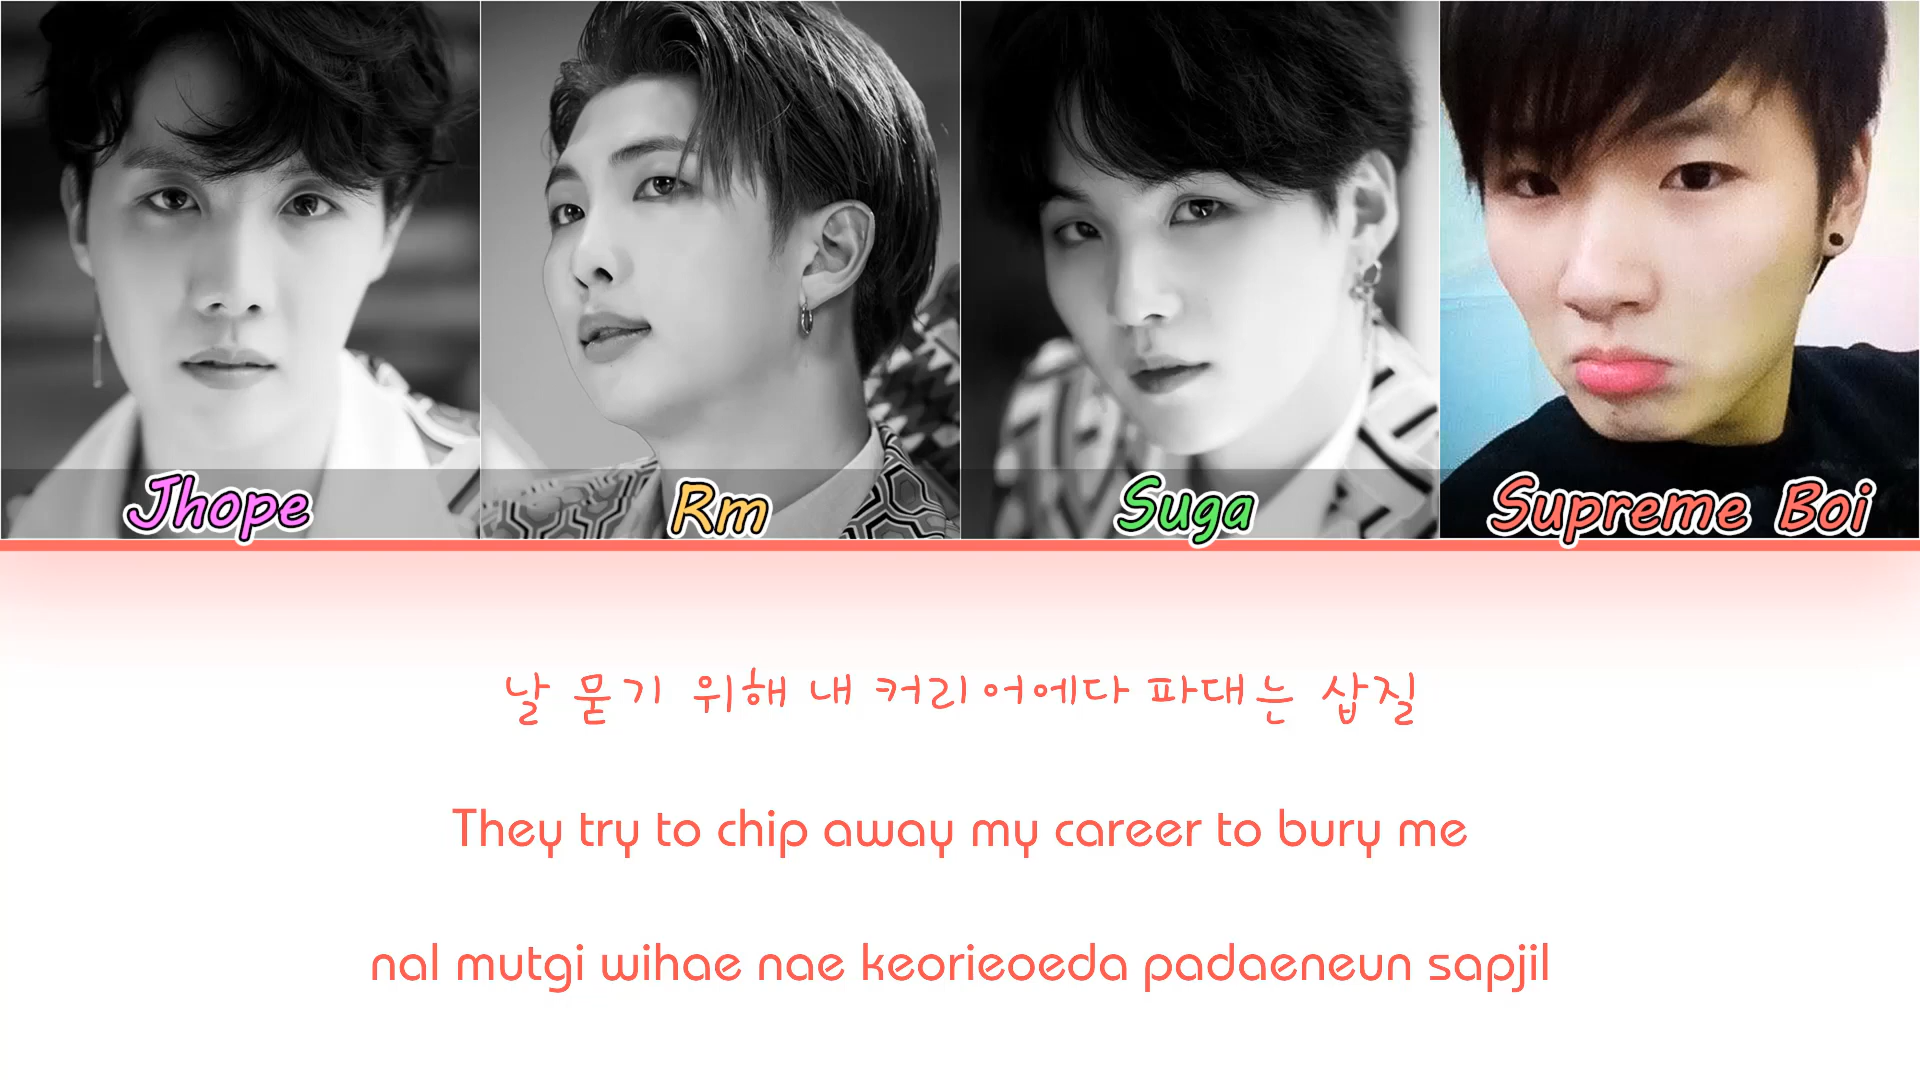 Jhope Rm Suga Supreme Boi
날 묻기 위해 내 커리어에다 파대는 삽질
They try to chip away my career to bury me
nal mutgi wihae nae keorieoeda padaeneun sapjil